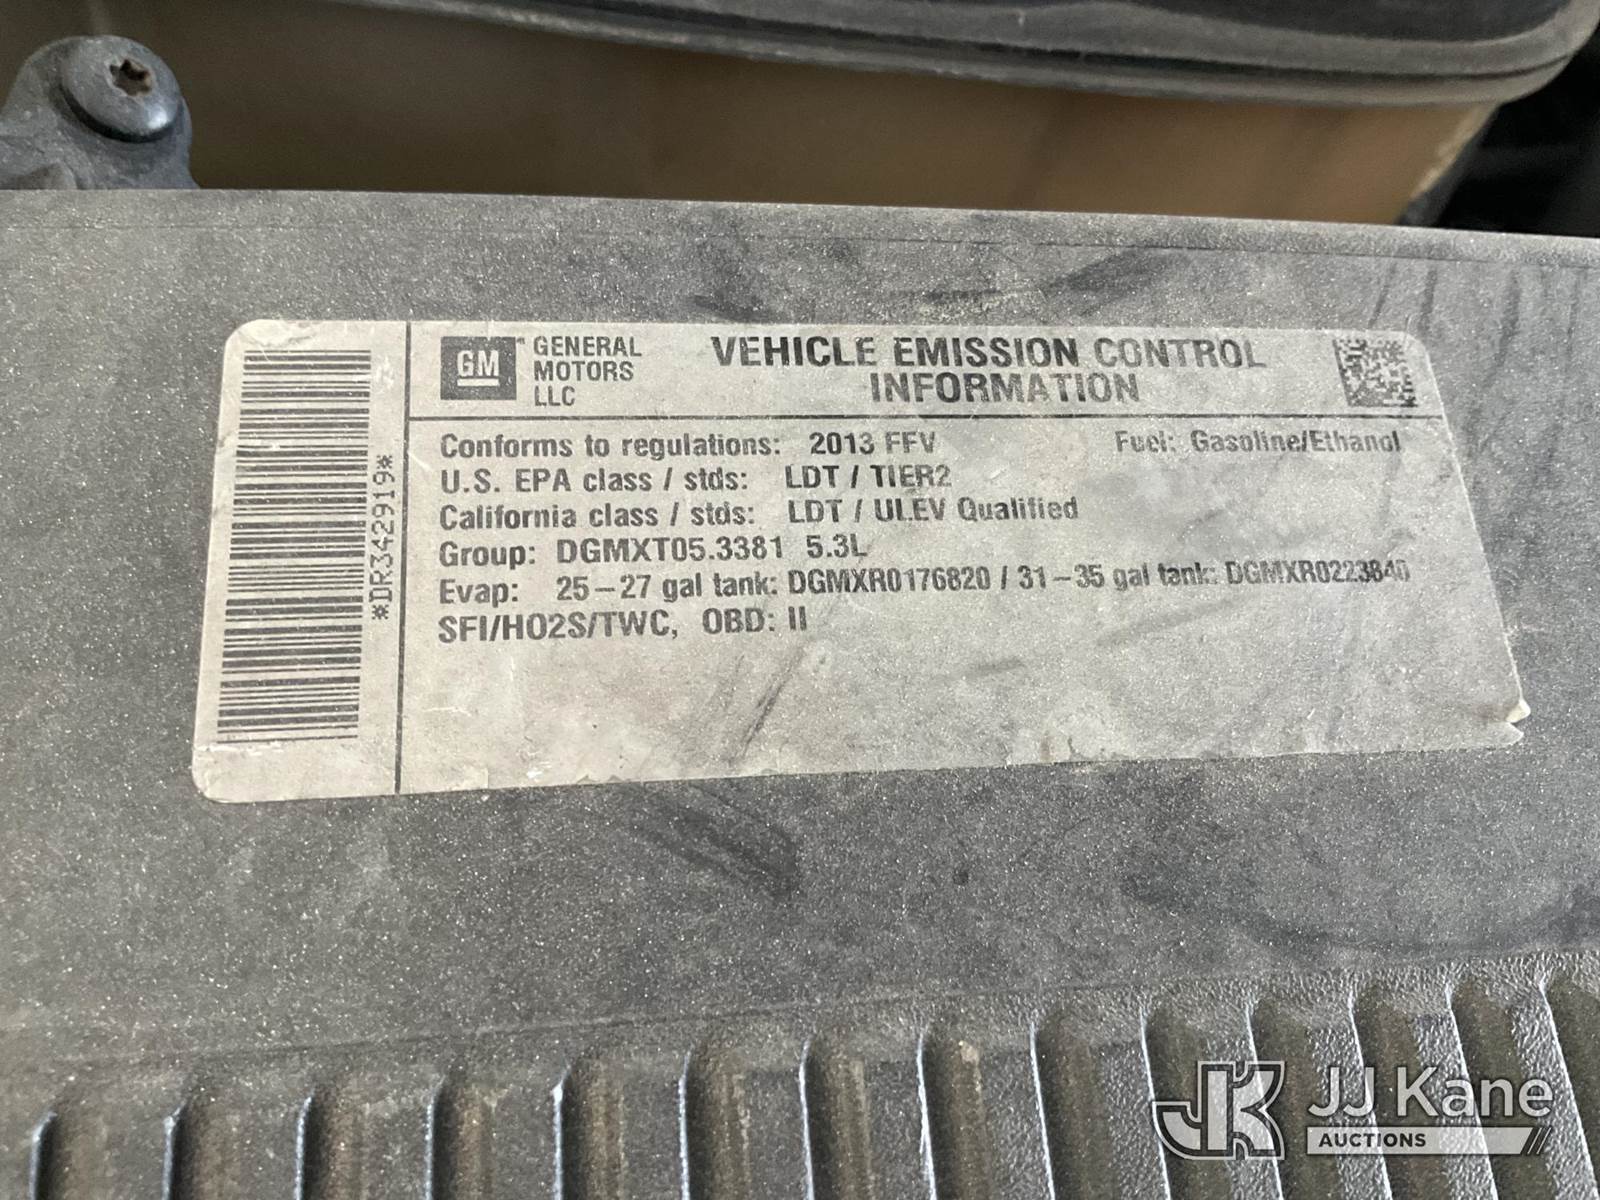 GM
GENERAL
MOTORS
LLC
VEHICLE EMISSION CONTROL
INFORMATION
Conforms to regulations: 2013 FFV Fuel: Gasoline/Ethanol
U.S. EPA class / stds: LDT / TIER2
California class / stds: LDT / ULEV Qualified
Group: DGMXT05.3381 5.3L
Evap: 25–27 gal tank: DGMXR0176820 / 31–35 gal tank: DGMXR0223840
SFI/HO2S/TWC, OBD: II
*DR342919*
JK JJ Kane
AUCTIONS